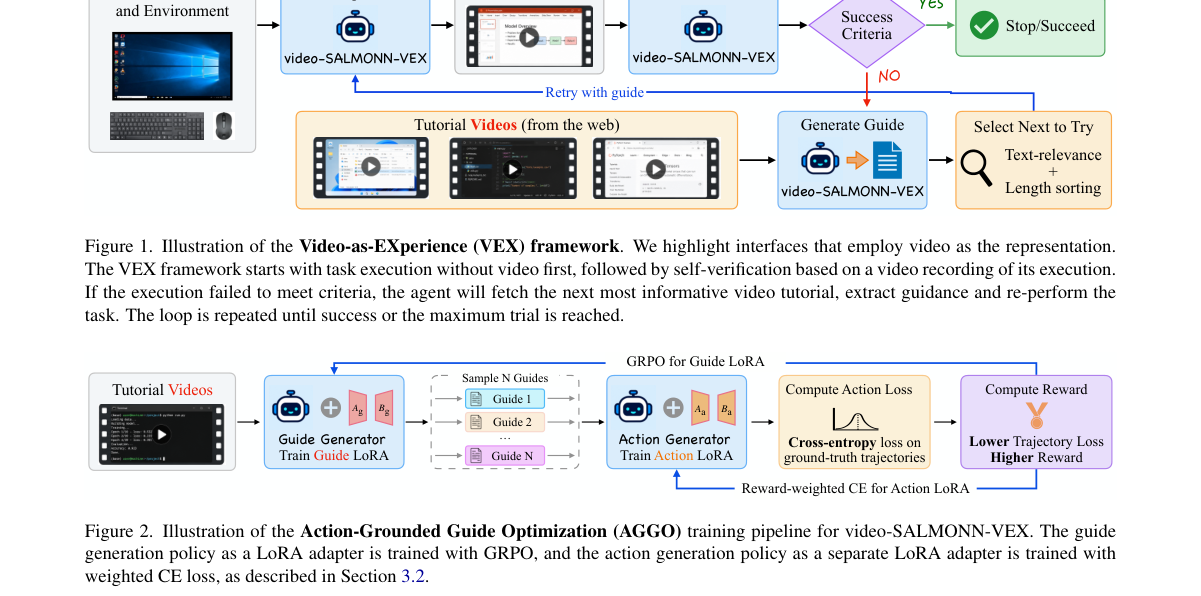 and Environment
video-SALMONN-VEX
video-SALMONN-VEX
Success
Criteria
YES
Stop/Succeed
NO
Retry with guide
Tutorial Videos (from the web)
Generate Guide
video-SALMONN-VEX
Select Next to Try
Text-relevance
+
Length sorting
Figure 1. Illustration of the Video-as-EXperience (VEX) framework. We highlight interfaces that employ video as the representation.
The VEX framework starts with task execution without video first, followed by self-verification based on a video recording of its execution.
If the execution failed to meet criteria, the agent will fetch the next most informative video tutorial, extract guidance and re-perform the
task. The loop is repeated until success or the maximum trial is reached.
GRPO for Guide LoRA
Tutorial Videos
Ag
Bg
Guide Generator
Train Guide LoRA
Sample N Guides
Guide 1
Guide 2
...
Guide N
Aa
Ba
Action Generator
Train Action LoRA
Compute Action Loss
Cross-entropy loss on
ground-truth trajectories
Compute Reward
Lower Trajectory Loss
Higher Reward
Reward-weighted CE for Action LoRA
Figure 2. Illustration of the Action-Grounded Guide Optimization (AGGO) training pipeline for video-SALMONN-VEX. The guide
generation policy as a LoRA adapter is trained with GRPO, and the action generation policy as a separate LoRA adapter is trained with
weighted CE loss, as described in Section 3.2.